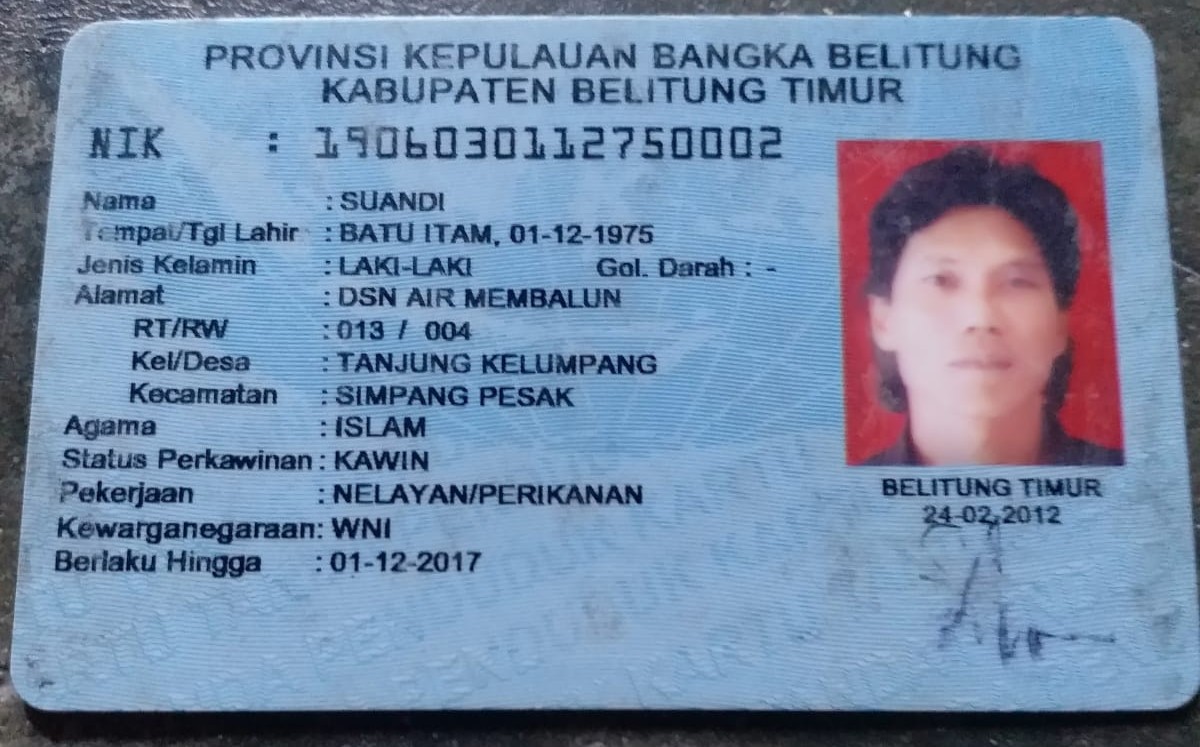 PROVINSI KEPULAUAN BANGKA BELITUNG
KABUPATEN BELITUNG TIMUR
NIK : 1906030112750002
Nama : SUANDI
Tempat/Tgl Lahir : BATU ITAM, 01-12-1975
Jenis Kelamin : LAKI-LAKI Gol. Darah : -
Alamat : DSN AIR MEMBALUN
RT/RW : 013 / 004
Kel/Desa : TANJUNG KELUMPANG
Kecamatan : SIMPANG PESAK
Agama : ISLAM
Status Perkawinan : KAWIN
Pekerjaan : NELAYAN/PERIKANAN
Kewarganegaraan : WNI
Berlaku Hingga : 01-12-2017
BELITUNG TIMUR
24-02-2012